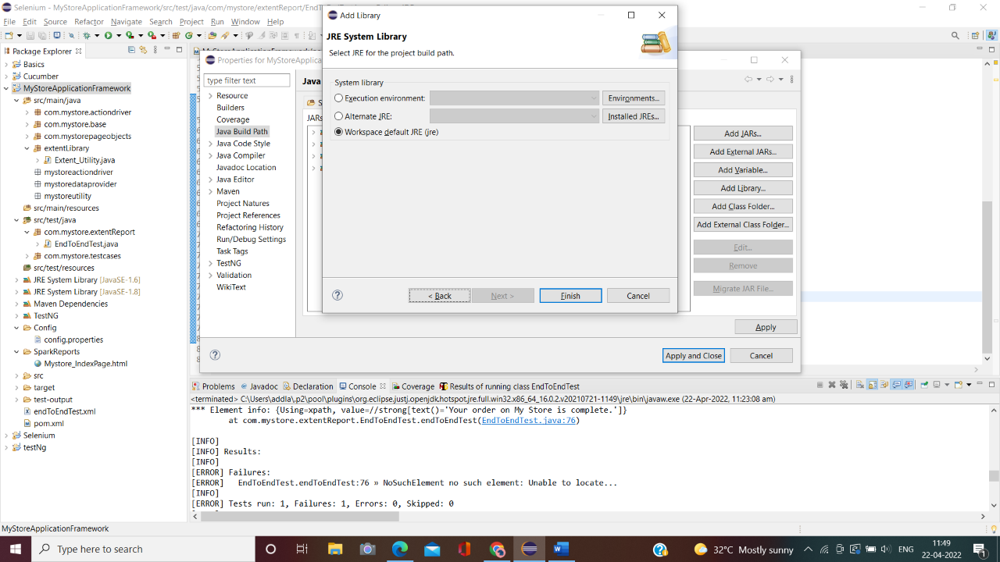 Selenium - MyStoreApplicationFramework/src/test/java/com/mystore/extentReport/EndTo
File Edit Source Refactor Navigate Search Project Run Window Help
Package Explorer
Basics
Cucumber
MyStoreApplicationFramework
src/main/java
com.mystore.actiondriver
com.mystore.base
com.mystorepageobjects
extentLibrary
Extent_Utility.java
mystoreactiondriver
mystoredataprovider
mystoreutility
src/main/resources
src/test/java
com.mystore.extentReport
EndToEndTest.java
com.mystore.testcases
src/test/resources
JRE System Library [JavaSE-1.6]
JRE System Library [JavaSE-1.8]
Maven Dependencies
TestNG
Config
config.properties
SparkReports
Mystore_IndexPage.html
src
target
test-output
endToEndTest.xml
pom.xml
Selenium
testNg
Properties for MyStoreApplica
type filter text
Resource
Builders
Coverage
Java Build Path
Java Code Style
Java Compiler
Javadoc Location
Java Editor
Maven
Project Natures
Project References
Refactoring History
Run/Debug Settings
Task Tags
TestNG
Validation
WikiText
Java
JARs
Add JARs...
Add External JARs...
Add Variable...
Add Library...
Add Class Folder...
Add External Class Folder...
Edit...
Remove
Migrate JAR File...
Apply
Apply and Close
Cancel
Add Library
JRE System Library
Select JRE for the project build path.
System library
Execution environment:
Environments...
Alternate JRE:
Installed JREs...
Workspace default JRE (jre)
< Back
Next >
Finish
Cancel
Problems
Javadoc
Declaration
Console
Coverage
Results of running class EndToEndTest
<terminated> C:\Users\addla\.p2\pool\plugins\org.eclipse.justj.openjdk.hotspot.jre.full.win32.x86_64_16.0.2.v20210721-1149\jre\bin\javaw.exe (22-Apr-2022, 11:23:08 am)
*** Element info: {Using=xpath, value=//strong[text()='Your order on My Store is complete.']}
at com.mystore.extentReport.EndToEndTest.endToEndTest(EndToEndTest.java:76)
[INFO]
[INFO] Results:
[INFO]
[ERROR] Failures:
[ERROR] EndToEndTest.endToEndTest:76 » NoSuchElement no such element: Unable to locate...
[INFO]
[ERROR] Tests run: 1, Failures: 1, Errors: 0, Skipped: 0
MyStoreApplicationFramework
Type here to search
32°C Mostly sunny
ENG
11:49
22-04-2022
1